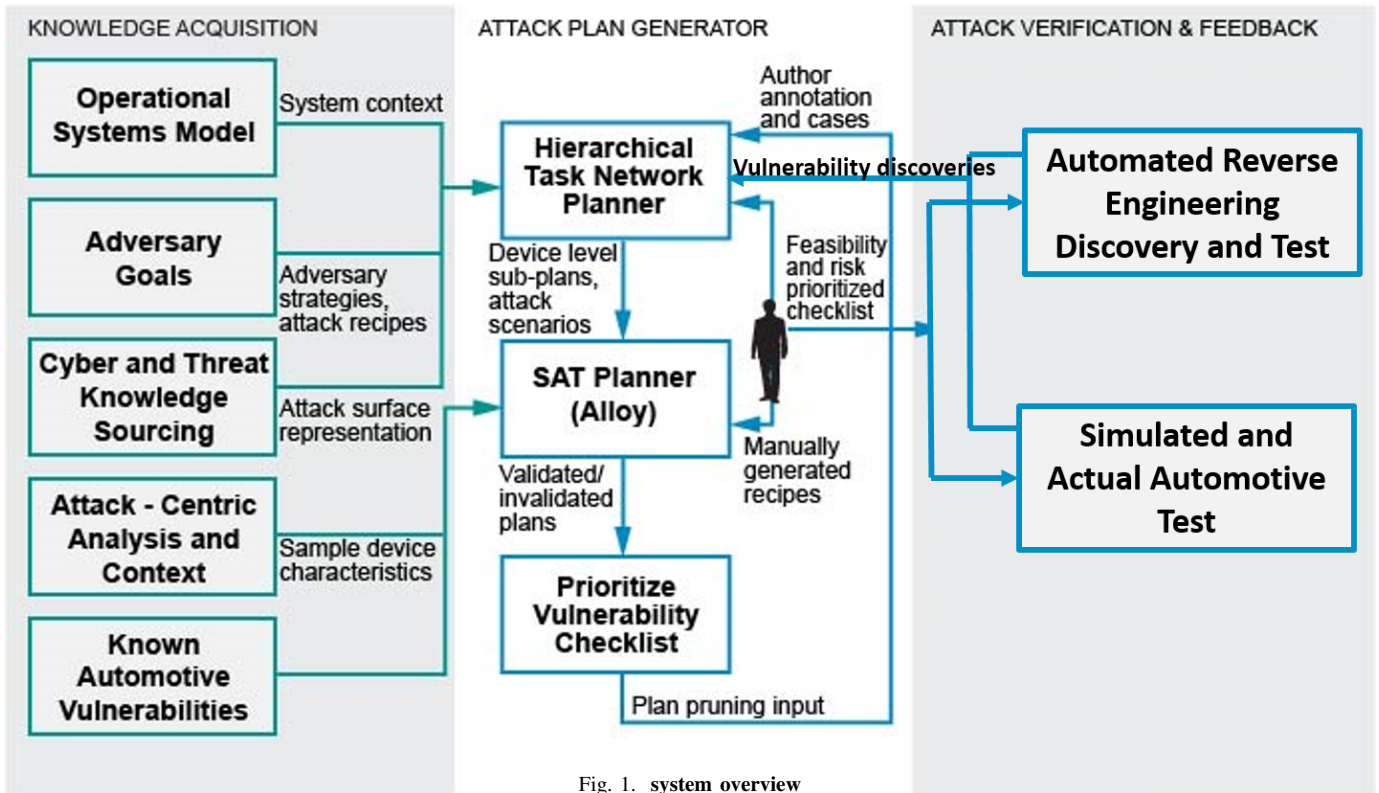 KNOWLEDGE ACQUISITION
Operational
Systems Model
System context
Adversary
Goals
Adversary
strategies,
attack recipes
Cyber and Threat
Knowledge
Sourcing
Attack surface
representation
Attack - Centric
Analysis and
Context
Sample device
characteristics
Known
Automotive
Vulnerabilities
ATTACK PLAN GENERATOR
Author
annotation
and cases
Hierarchical
Task Network
Planner
Vulnerability discoveries
Device level
sub-plans,
attack
scenarios
Feasibility
and risk
prioritized
checklist
SAT Planner
(Alloy)
Manually
generated
recipes
Validated/
invalidated
plans
Prioritize
Vulnerability
Checklist
Plan pruning input
ATTACK VERIFICATION & FEEDBACK
Automated Reverse
Engineering
Discovery and Test
Simulated and
Actual Automotive
Test
Fig. 1. system overview